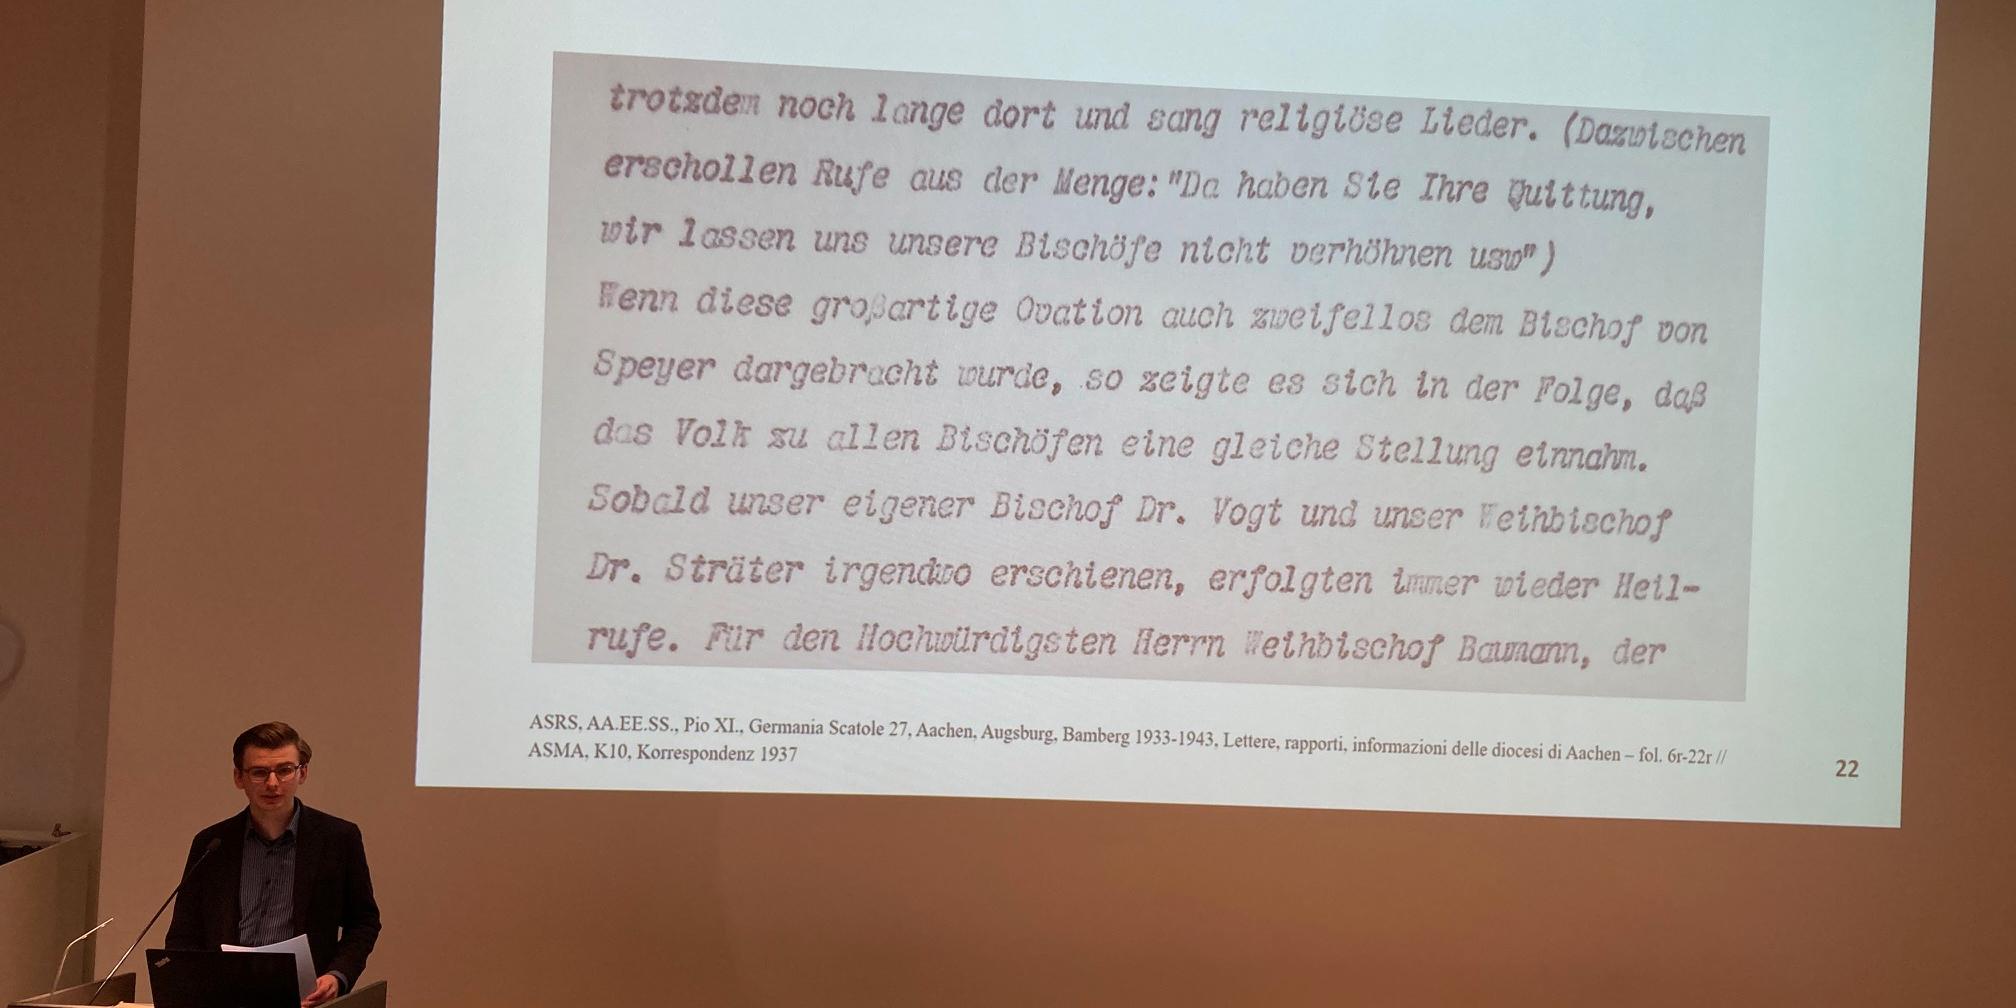 trotzdem noch lange dort und sang religiöse Lieder. (Dazwischen
erschollen Rufe aus der Menge:"Da haben Sie Ihre Quittung,
wir lassen uns unsere Bischöfe nicht verhöhnen usw")
Wenn diese großartige Ovation auch zweifellos dem Bischof von
Speyer dargebracht wurde, so zeigte es sich in der Folge, daß
das Volk zu allen Bischöfen eine gleiche Stellung einnahm.
Sobald unser eigener Bischof Dr. Vogt und unser Weihbischof
Dr. Sträter irgendwo erschienen, erfolgten immer wieder Heil-
rufe. Für den Hochwürdigsten Herrn Weihbischof Baumann, der
ASRS, AA.EE.SS., Pio XI., Germania Scatole 27, Aachen, Augsburg, Bamberg 1933-1943, Lettere, rapporti, informazioni delle diocesi di Aachen – fol. 6r-22r //
ASMA, K10, Korrespondenz 1937
22